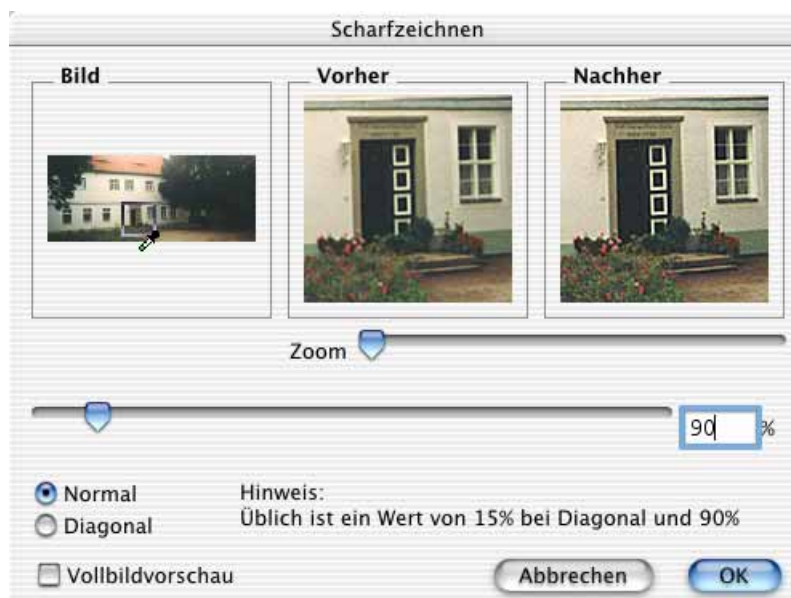 Scharfzeichnen
Bild
Vorher
Nachher
Zoom
90 %
Normal
Diagonal
Hinweis:
Üblich ist ein Wert von 15% bei Diagonal und 90%
Vollbildvorschau
Abbrechen
OK